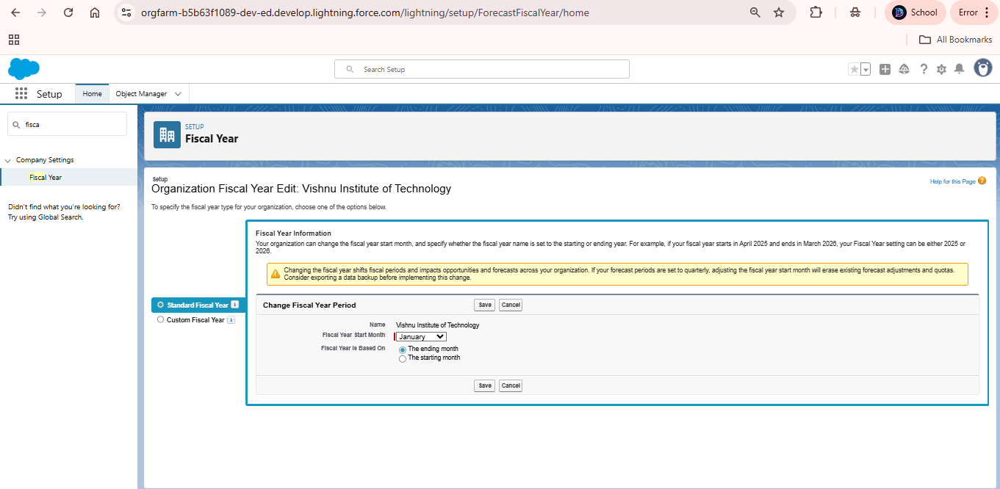 orgfarm-b5b63f1089-dev-ed.develop.lightning.force.com/lightning/setup/ForecastFiscalYear/home
School
Error
All Bookmarks
Search Setup
Setup
Home
Object Manager
fisca
Company Settings
Fiscal Year
Didn't find what you're looking for?
Try using Global Search.
SETUP
Fiscal Year
Setup
Organization Fiscal Year Edit: Vishnu Institute of Technology
Help for this Page
To specify the fiscal year type for your organization, choose one of the options below.
Standard Fiscal Year
Custom Fiscal Year
Fiscal Year Information
Your organization can change the fiscal year start month, and specify whether the fiscal year name is set to the starting or ending year. For example, if your fiscal year starts in April 2025 and ends in March 2026, your Fiscal Year setting can be either 2025 or
2026.
Changing the fiscal year shifts fiscal periods and impacts opportunities and forecasts across your organization. If your forecast periods are set to quarterly, adjusting the fiscal year start month will erase existing forecast adjustments and quotas.
Consider exporting a data backup before implementing this change.
Change Fiscal Year Period
Save
Cancel
Name
Vishnu Institute of Technology
Fiscal Year Start Month
January
Fiscal Year Is Based On
The ending month
The starting month
Save
Cancel